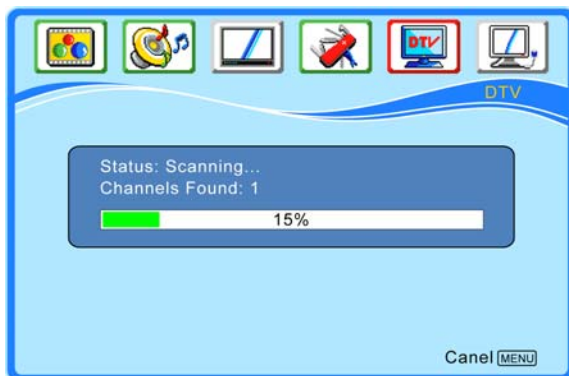 DTV
DTV
Status: Scanning...
Channels Found: 1
15%
Canel MENU